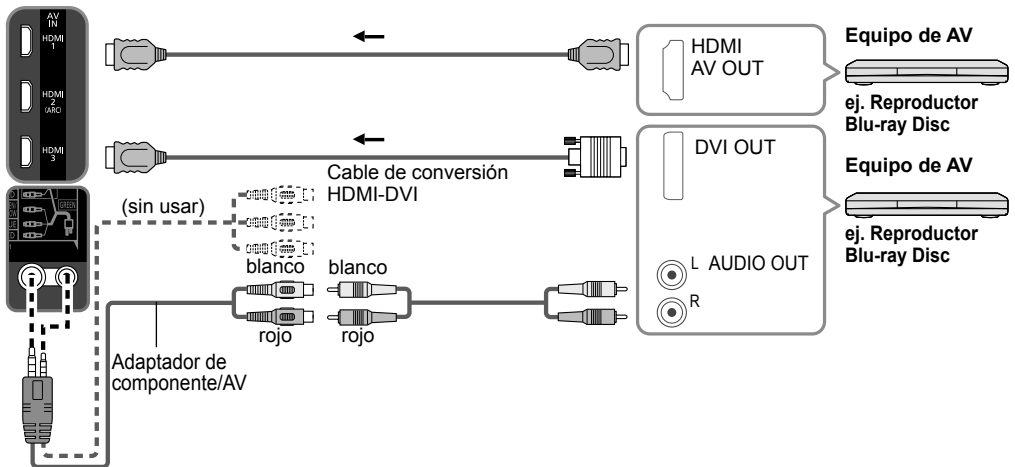 AV
IN
HDMI
1
HDMI
2
(ARC)
HDMI
3
HDMI
AV OUT
Equipo de AV
ej. Reproductor
Blu-ray Disc
Cable de conversión
HDMI-DVI
DVI OUT
Equipo de AV
ej. Reproductor
Blu-ray Disc
GREEN
(sin usar)
blanco
blanco
rojo
rojo
L AUDIO OUT
R
Adaptador de
componente/AV